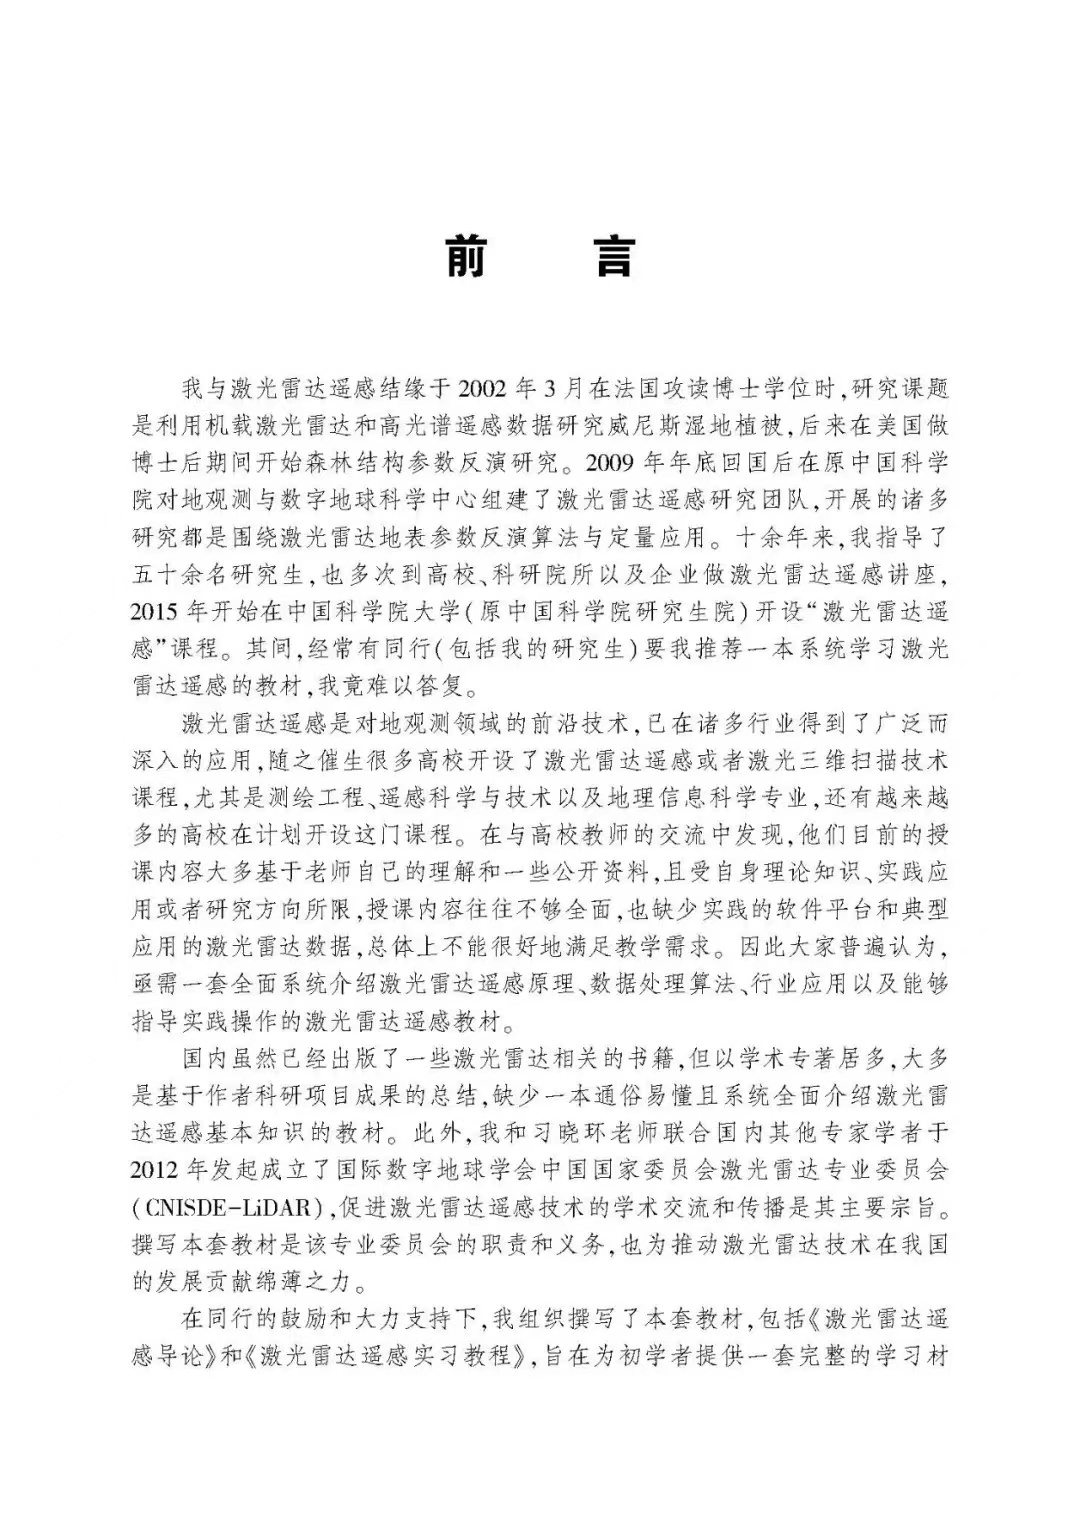 前言
我与激光雷达遥感结缘于 2002 年 3 月在法国攻读博士学位时,研究课题
是利用机载激光雷达和高光谱遥感数据研究威尼斯湿地植被,后来在美国做
博士后期间开始森林结构参数反演研究。2009 年年底回国后在原中国科学
院对地观测与数字地球科学中心组建了激光雷达遥感研究团队,开展的诸多
研究都是围绕激光雷达地表参数反演算法与定量应用。十余年来,我指导了
五十余名研究生,也多次到高校、科研院所以及企业做激光雷达遥感讲座,
2015 年开始在中国科学院大学(原中国科学院研究生院)开设“激光雷达遥
感”课程。其间,经常有同行(包括我的研究生)要我推荐一本系统学习激光
雷达遥感的教材,我竟难以答复。
激光雷达遥感是对地观测领域的前沿技术,已在诸多行业得到了广泛而
深入的应用,随之催生很多高校开设了激光雷达遥感或者激光三维扫描技术
课程,尤其是测绘工程、遥感科学与技术以及地理信息科学专业,还有越来越
多的高校在计划开设这门课程。在与高校教师的交流中发现,他们目前的授
课内容大多基于老师自己的理解和一些公开资料,且受自身理论知识、实践应
用或者研究方向所限,授课内容往往不够全面,也缺少实践的软件平台和典型
应用的激光雷达数据,总体上不能很好地满足教学需求。因此大家普遍认为,
亟需一套全面系统介绍激光雷达遥感原理、数据处理算法、行业应用以及能够
指导实践操作的激光雷达遥感教材。
国内虽然已经出版了一些激光雷达相关的书籍,但以学术专著居多,大多
是基于作者科研项目成果的总结,缺少一本通俗易懂且系统全面介绍激光雷
达遥感基本知识的教材。此外,我和习晓环老师联合国内其他专家学者于
2012 年发起成立了国际数字地球学会中国国家委员会激光雷达专业委员会
(CNISDE-LiDAR),促进激光雷达遥感技术的学术交流和传播是其主要宗旨。
撰写本套教材是该专业委员会的职责和义务,也为推动激光雷达技术在我国
的发展贡献绵薄之力。
在同行的鼓励和大力支持下,我组织撰写了本套教材,包括《激光雷达遥
感导论》和《激光雷达遥感实习教程》,旨在为初学者提供一套完整的学习材